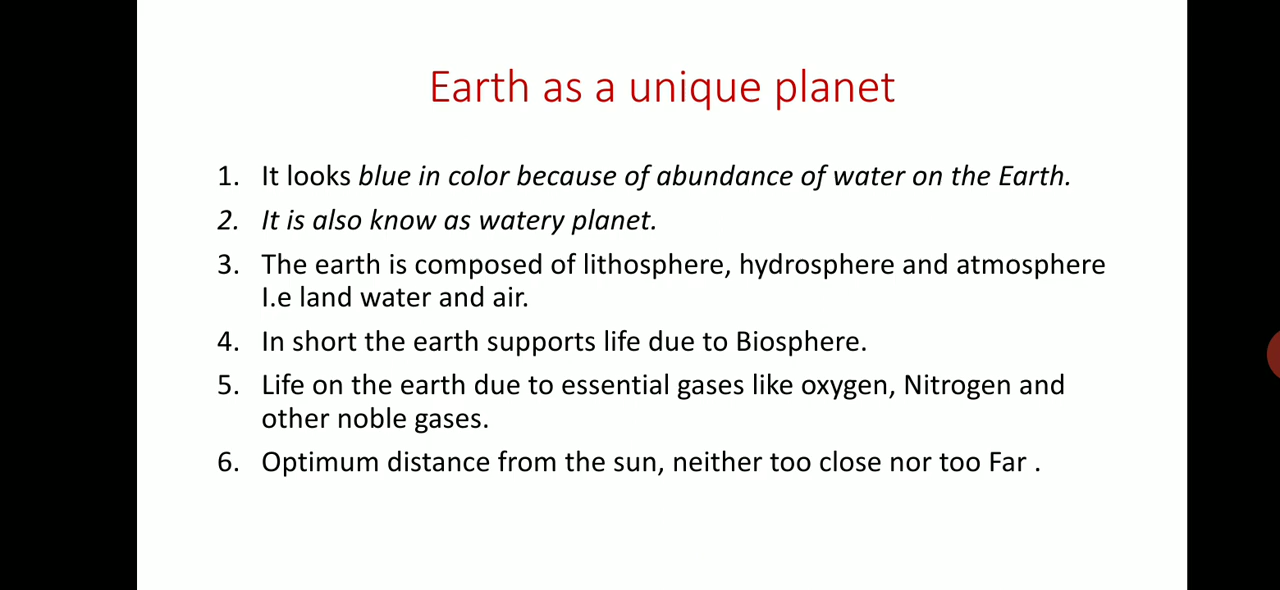 Earth as a unique planet
1. It looks blue in color because of abundance of water on the Earth.
2. It is also know as watery planet.
3. The earth is composed of lithosphere, hydrosphere and atmosphere
I.e land water and air.
4. In short the earth supports life due to Biosphere.
5. Life on the earth due to essential gases like oxygen, Nitrogen and
other noble gases.
6. Optimum distance from the sun, neither too close nor too Far .